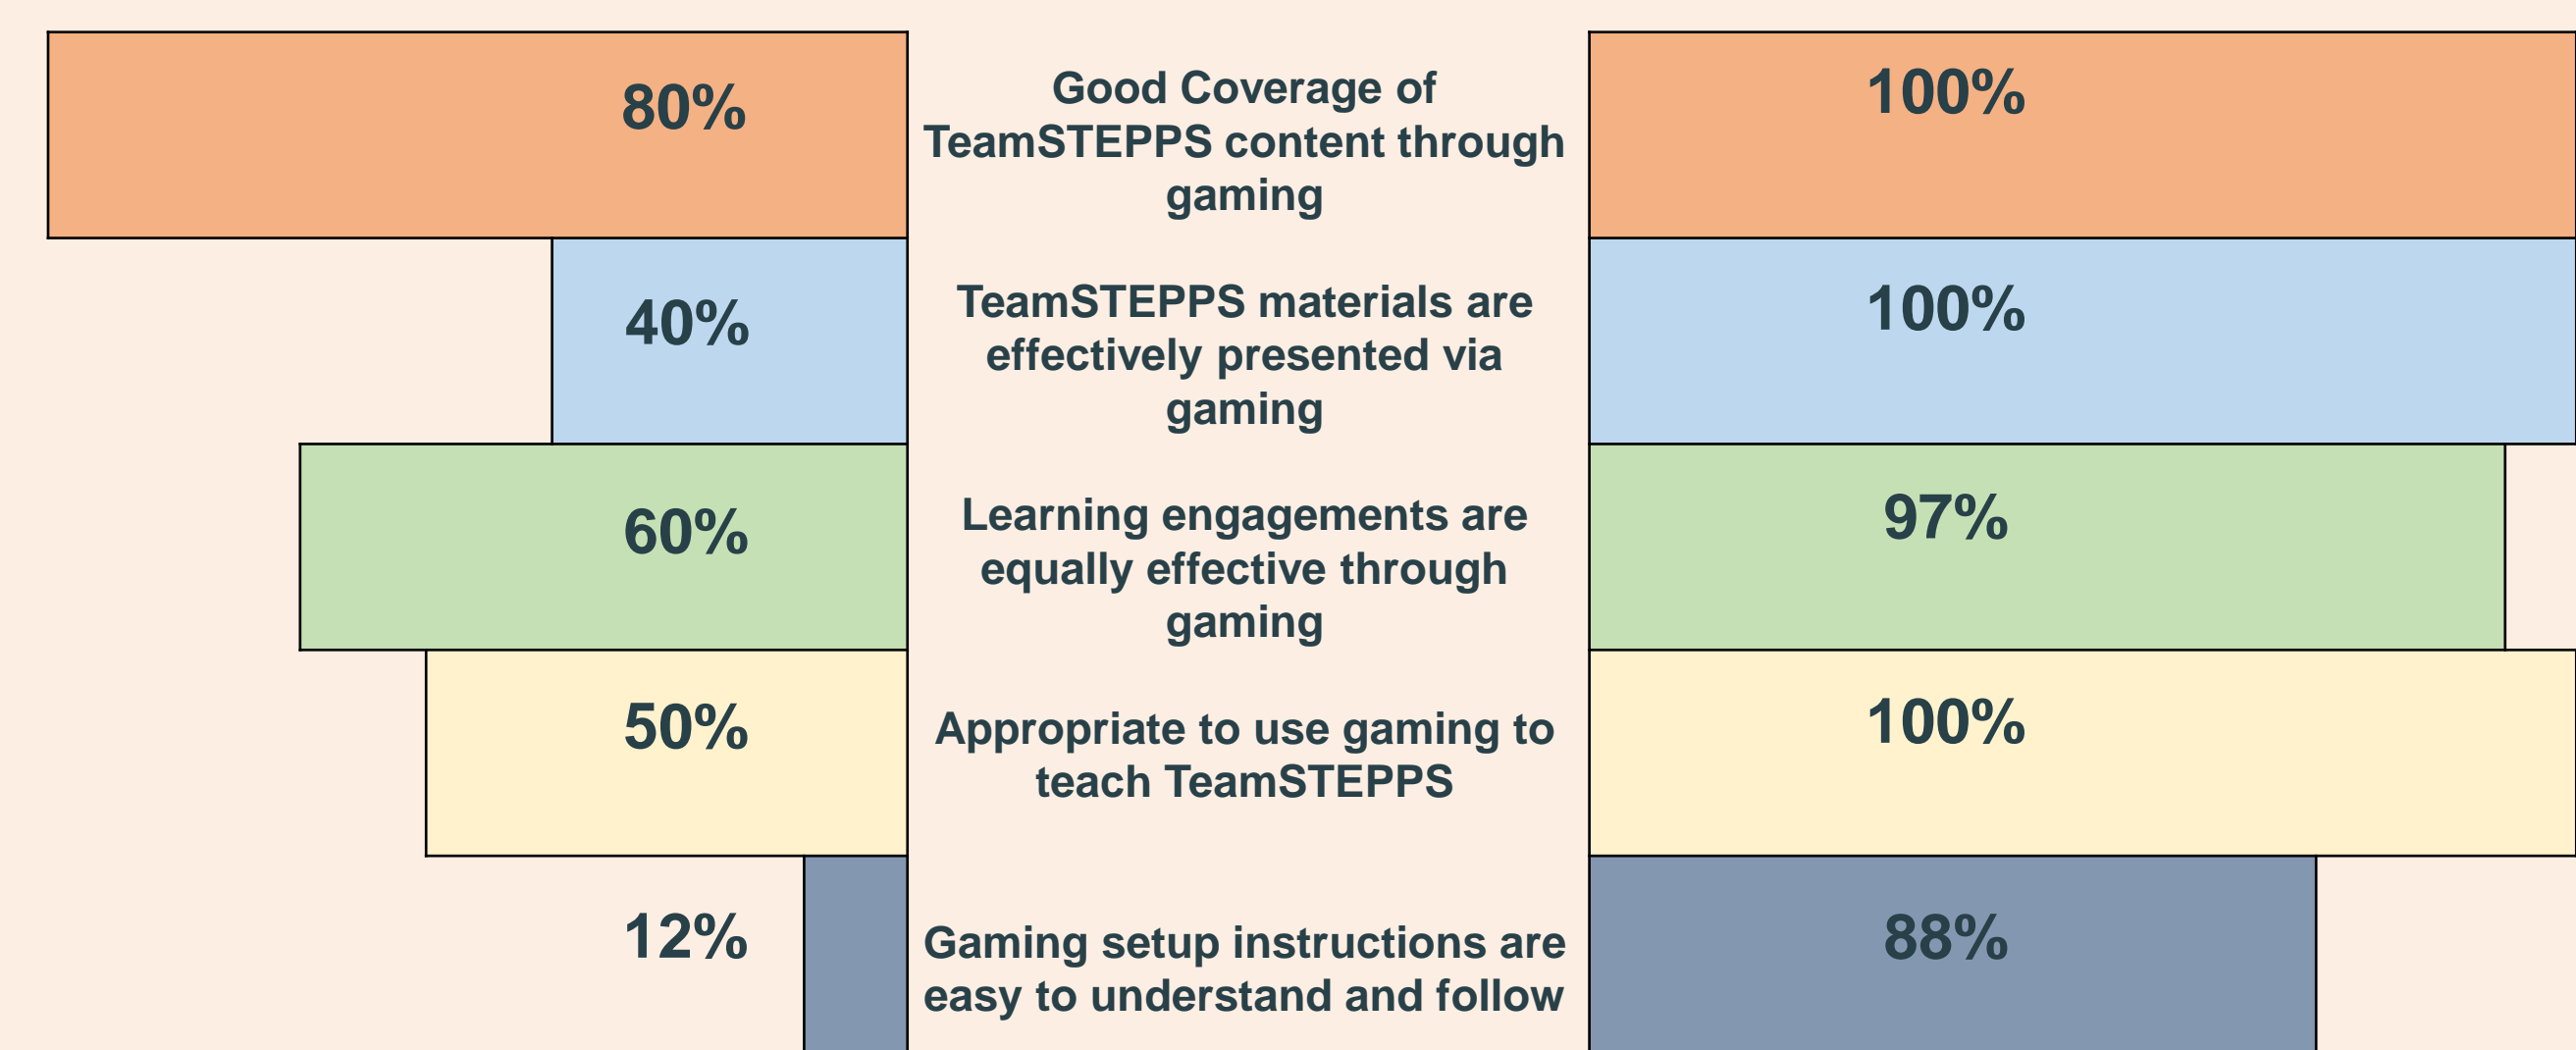 80%
Good Coverage of
TeamSTEPPS content through
gaming
100%
40%
TeamSTEPPS materials are
effectively presented via
gaming
100%
60%
Learning engagements are
equally effective through
gaming
97%
50%
Appropriate to use gaming to
teach TeamSTEPPS
100%
12%
Gaming setup instructions are
easy to understand and follow
88%